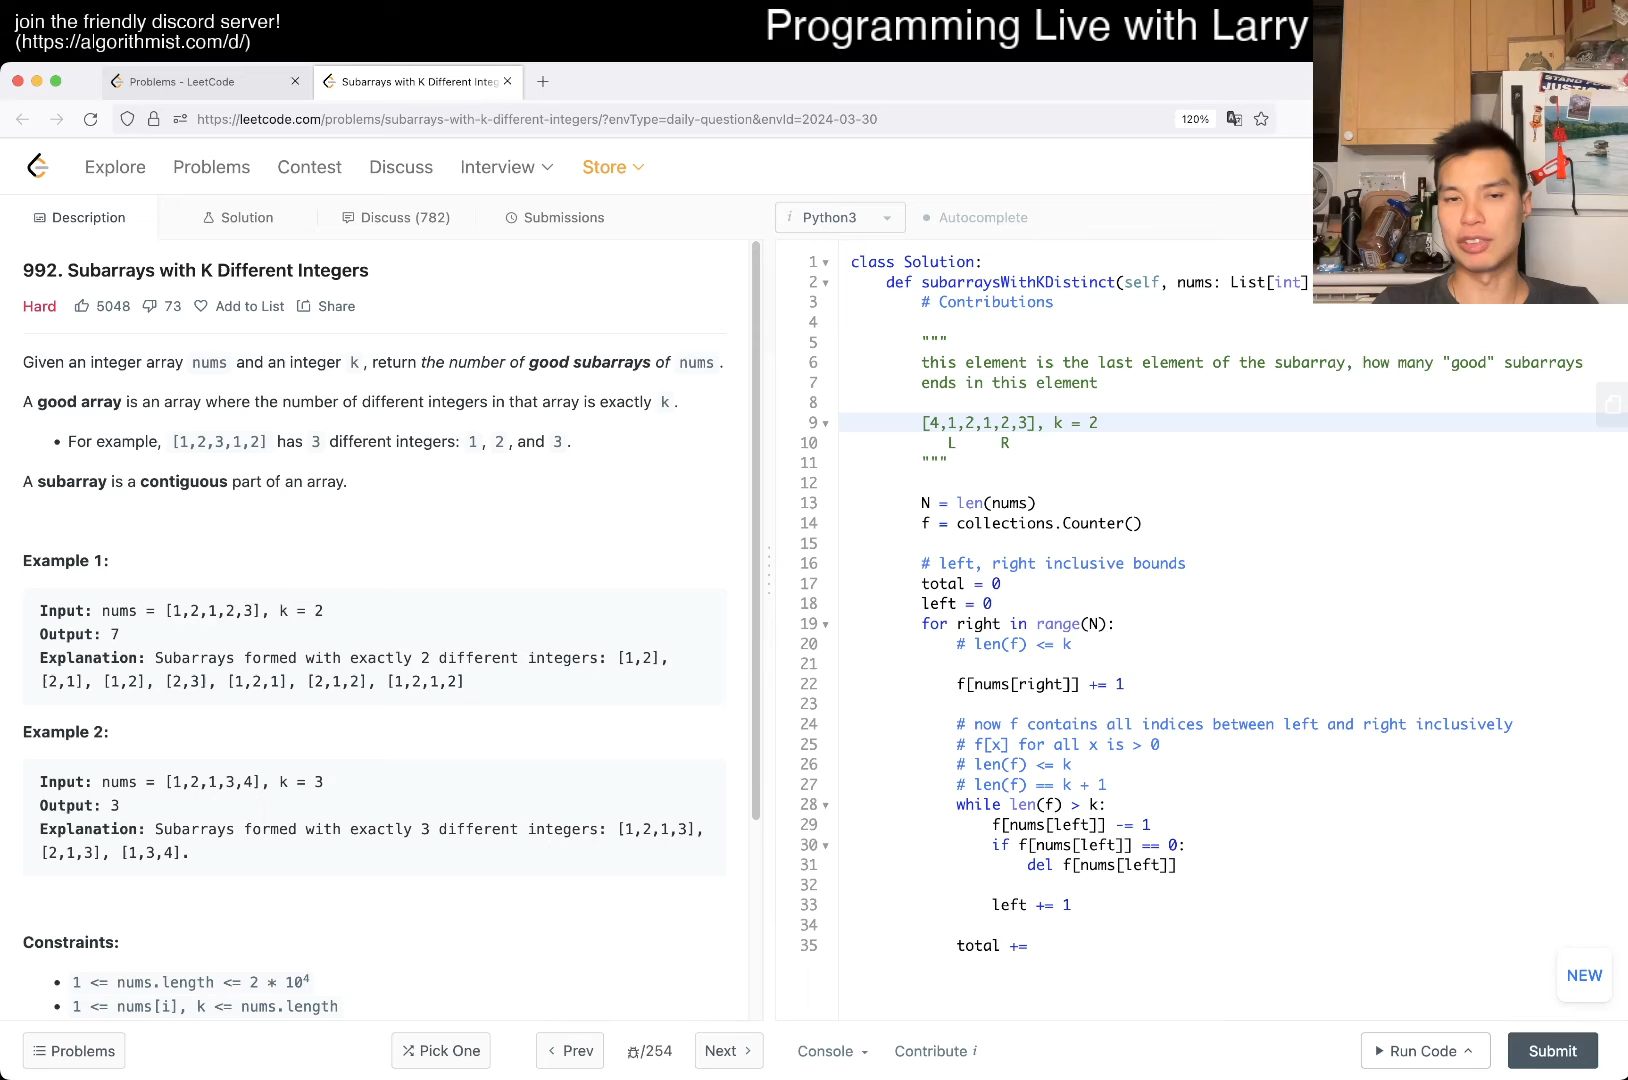 join the friendly discord server!
(https://algorithmist.com/d/)
Programming Live with Larry
Problems - LeetCode
Subarrays with K Different Integ
https://leetcode.com/problems/subarrays-with-k-different-integers/?envType=daily-question&envId=2024-03-30
120%
Explore
Problems
Contest
Discuss
Interview
Store
Description
Solution
Discuss (782)
Submissions
i Python3
Autocomplete
992. Subarrays with K Different Integers
Hard
5048
73
Add to List
Share
Given an integer array nums and an integer k, return the number of good subarrays of nums.
A good array is an array where the number of different integers in that array is exactly k.
• For example, [1,2,3,1,2] has 3 different integers: 1, 2, and 3.
A subarray is a contiguous part of an array.
Example 1:
Input: nums = [1,2,1,2,3], k = 2
Output: 7
Explanation: Subarrays formed with exactly 2 different integers: [1,2],
[2,1], [1,2], [2,3], [1,2,1], [2,1,2], [1,2,1,2]
Example 2:
Input: nums = [1,2,1,3,4], k = 3
Output: 3
Explanation: Subarrays formed with exactly 3 different integers: [1,2,1,3],
[2,1,3], [1,3,4].
Constraints:
• 1 <= nums.length <= 2 * 10⁴
• 1 <= nums[i], k <= nums.length
1 class Solution:
2 def subarraysWithKDistinct(self, nums: List[int]
3 # Contributions
4
5 """
6 this element is the last element of the subarray, how many "good" subarrays
7 ends in this element
8
9 [4,1,2,1,2,3], k = 2
10 L R
11 """
12
13 N = len(nums)
14 f = collections.Counter()
15
16 # left, right inclusive bounds
17 total = 0
18 left = 0
19 for right in range(N):
20 # len(f) <= k
21
22 f[nums[right]] += 1
23
24 # now f contains all indices between left and right inclusively
25 # f[x] for all x is > 0
26 # len(f) <= k
27 # len(f) == k + 1
28 while len(f) > k:
29 f[nums[left]] -= 1
30 if f[nums[left]] == 0:
31 del f[nums[left]]
32
33 left += 1
34
35 total +=
NEW
Problems
Pick One
Prev
/254
Next
Console
Contribute i
Run Code
Submit